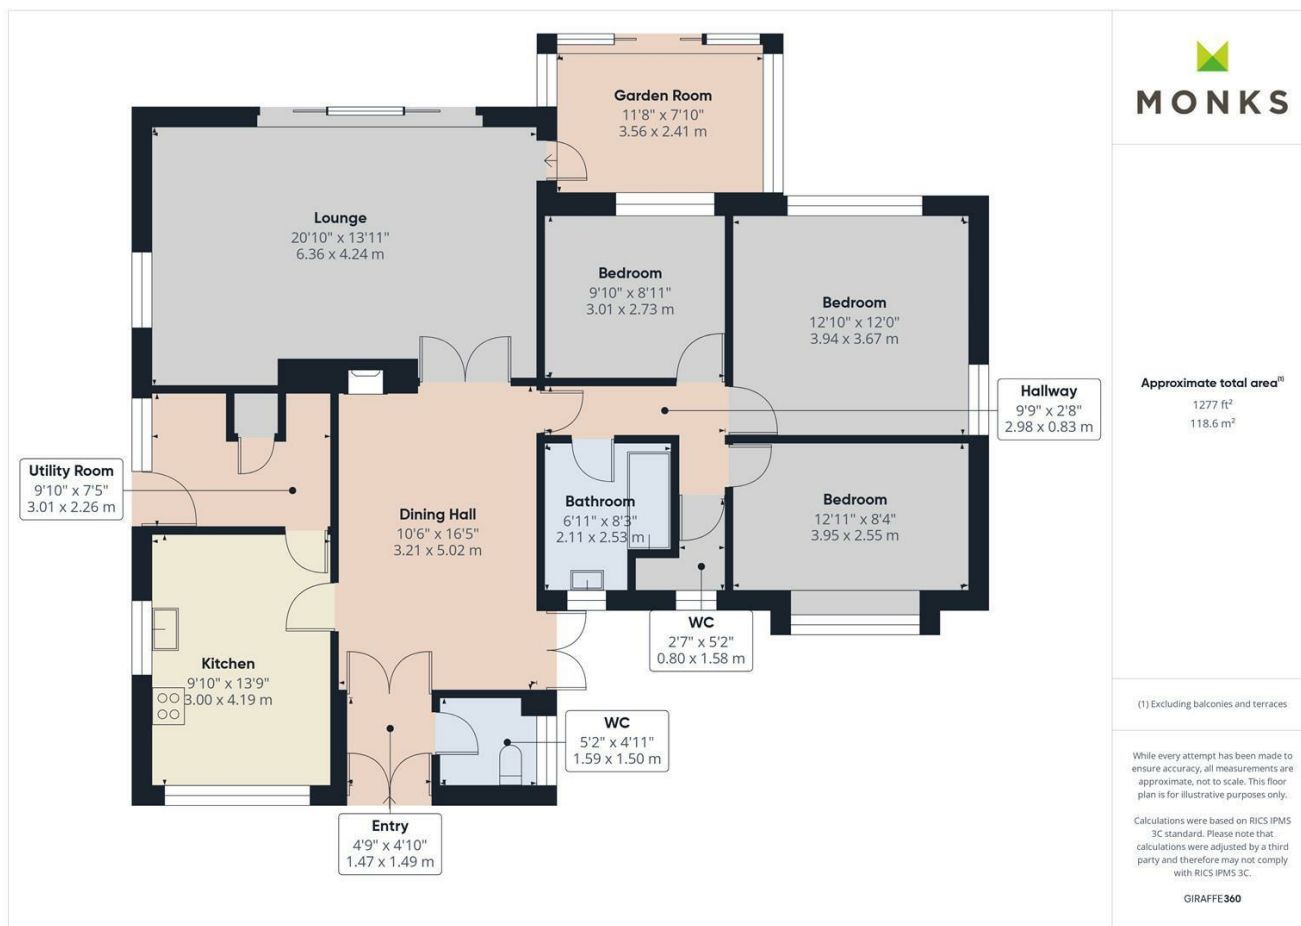 MONKS
Garden Room
11'8" x 7'10"
3.56 x 2.41 m
Lounge
20'10" x 13'11"
6.36 x 4.24 m
Bedroom
9'10" x 8'11"
3.01 x 2.73 m
Bedroom
12'10" x 12'0"
3.94 x 3.67 m
Hallway
9'9" x 2'8"
2.98 x 0.83 m
Utility Room
9'10" x 7'5"
3.01 x 2.26 m
Dining Hall
10'6" x 16'5"
3.21 x 5.02 m
Bathroom
6'11" x 8'3"
2.11 x 2.53 m
Bedroom
12'11" x 8'4"
3.95 x 2.55 m
WC
2'7" x 5'2"
0.80 x 1.58 m
Kitchen
9'10" x 13'9"
3.00 x 4.19 m
WC
5'2" x 4'11"
1.59 x 1.50 m
Entry
4'9" x 4'10"
1.47 x 1.49 m
Approximate total area(1)
1277 ft²
118.6 m²
(1) Excluding balconies and terraces
While every attempt has been made to
ensure accuracy, all measurements are
approximate, not to scale. This floor
plan is for illustrative purposes only.
Calculations were based on RICS IPMS
3C standard. Please note that
calculations were adjusted by a third
party and therefore may not comply
with RICS IPMS 3C.
GIRAFFE360